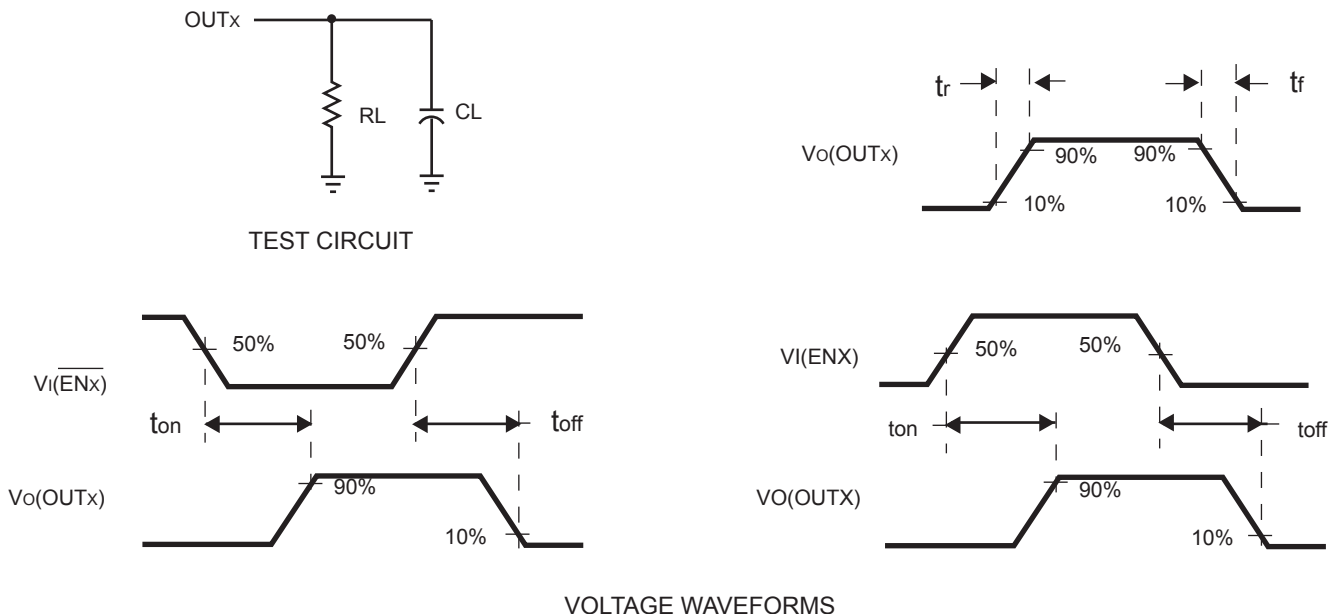 OUTX
RL
CL
TEST CIRCUIT
tr
tf
VO(OUTX)
90%
90%
10%
10%
VI(ENX)
50%
50%
ton
toff
VO(OUTX)
90%
10%
VI(ENX)
50%
50%
ton
toff
VO(OUTX)
90%
10%
VOLTAGE WAVEFORMS